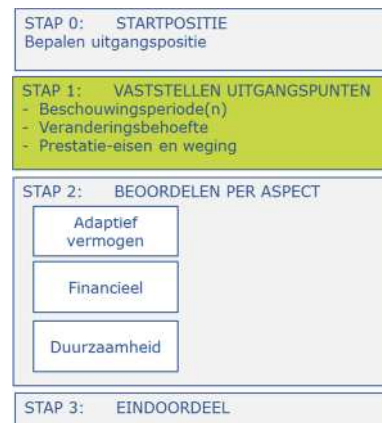 STAP 0: STARTPOSITIE
Bepalen uitgangspositie
STAP 1: VASTSTELLEN UITGANGSPUNTEN
- Beschouwingsperiode(n)
- Veranderingsbehoefte
- Prestatie-eisen en weging
STAP 2: BEOORDELEN PER ASPECT
Adaptief
vermogen
Financieel
Duurzaamheid
STAP 3: EINDOORDEEL